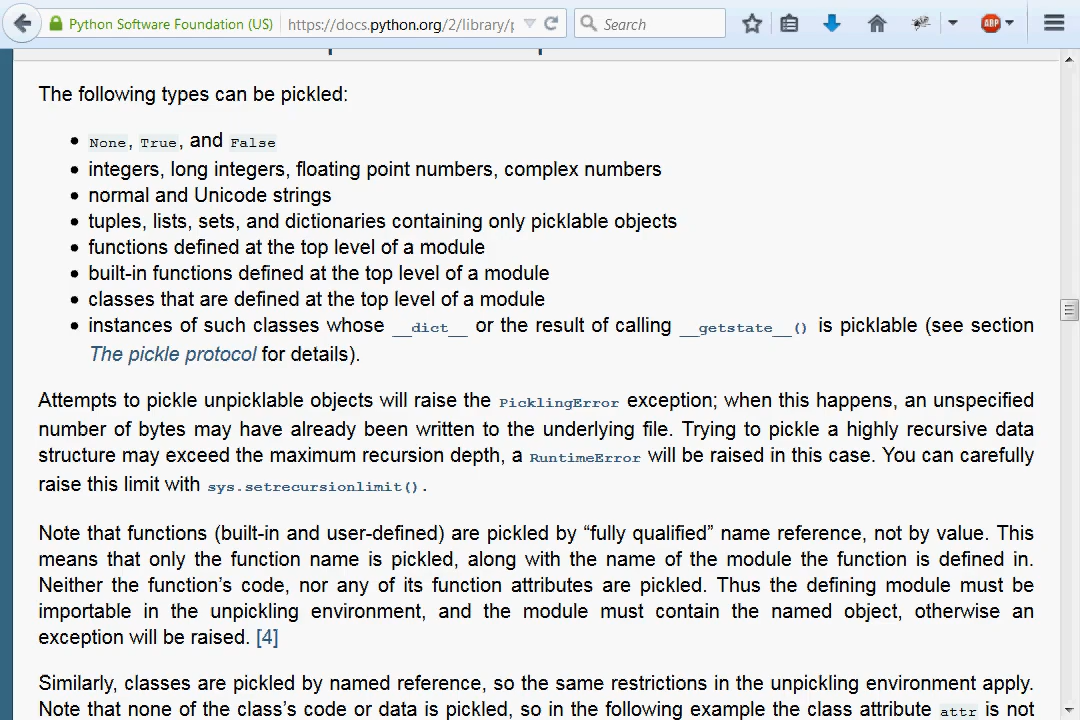 Python Software Foundation (US)
https://docs.python.org/2/library/p
Search
ABP
The following types can be pickled:
• None, True, and False
• integers, long integers, floating point numbers, complex numbers
• normal and Unicode strings
• tuples, lists, sets, and dictionaries containing only picklable objects
• functions defined at the top level of a module
• built-in functions defined at the top level of a module
• classes that are defined at the top level of a module
• instances of such classes whose __dict__ or the result of calling __getstate__() is picklable (see section
The pickle protocol for details).
Attempts to pickle unpicklable objects will raise the PicklingError exception; when this happens, an unspecified
number of bytes may have already been written to the underlying file. Trying to pickle a highly recursive data
structure may exceed the maximum recursion depth, a RuntimeError will be raised in this case. You can carefully
raise this limit with sys.setrecursionlimit().
Note that functions (built-in and user-defined) are pickled by “fully qualified” name reference, not by value. This
means that only the function name is pickled, along with the name of the module the function is defined in.
Neither the function’s code, nor any of its function attributes are pickled. Thus the defining module must be
importable in the unpickling environment, and the module must contain the named object, otherwise an
exception will be raised. [4]
Similarly, classes are pickled by named reference, so the same restrictions in the unpickling environment apply.
Note that none of the class’s code or data is pickled, so in the following example the class attribute attr is not